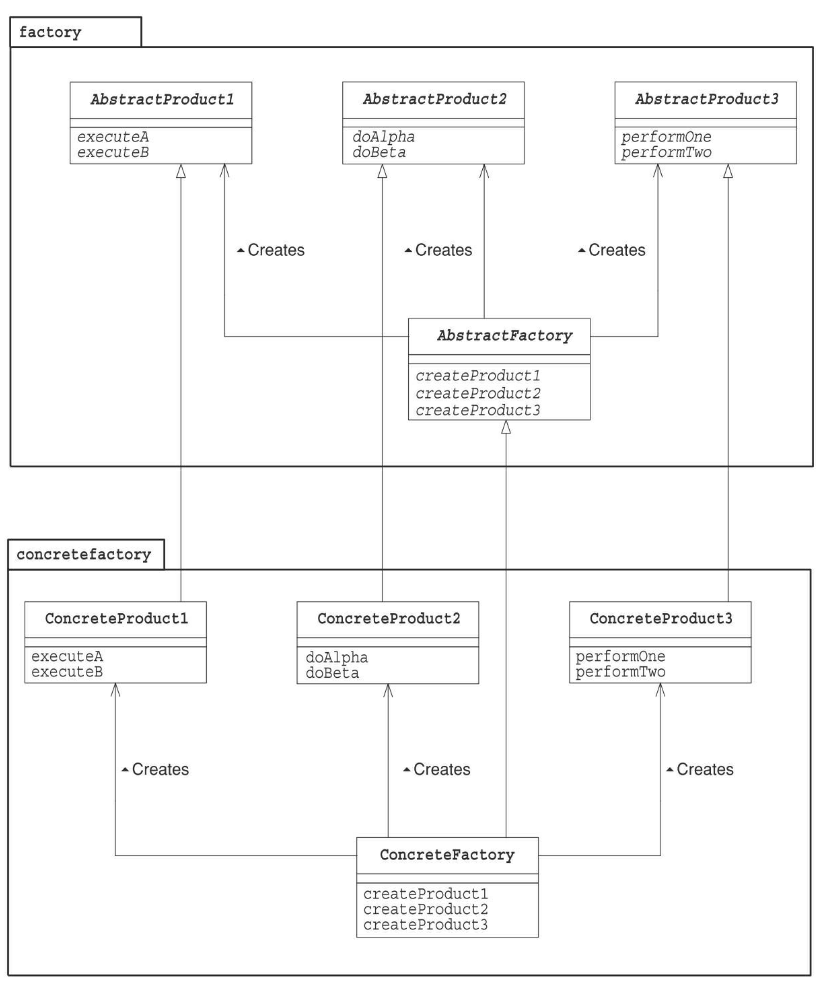 factory
AbstractProduct1
executeA
executeB
AbstractProduct2
doAlpha
doBeta
AbstractProduct3
performOne
performTwo
Creates
Creates
Creates
AbstractFactory
createProduct1
createProduct2
createProduct3
concretefactory
ConcreteProduct1
executeA
executeB
ConcreteProduct2
doAlpha
doBeta
ConcreteProduct3
performOne
performTwo
Creates
Creates
Creates
ConcreteFactory
createProduct1
createProduct2
createProduct3